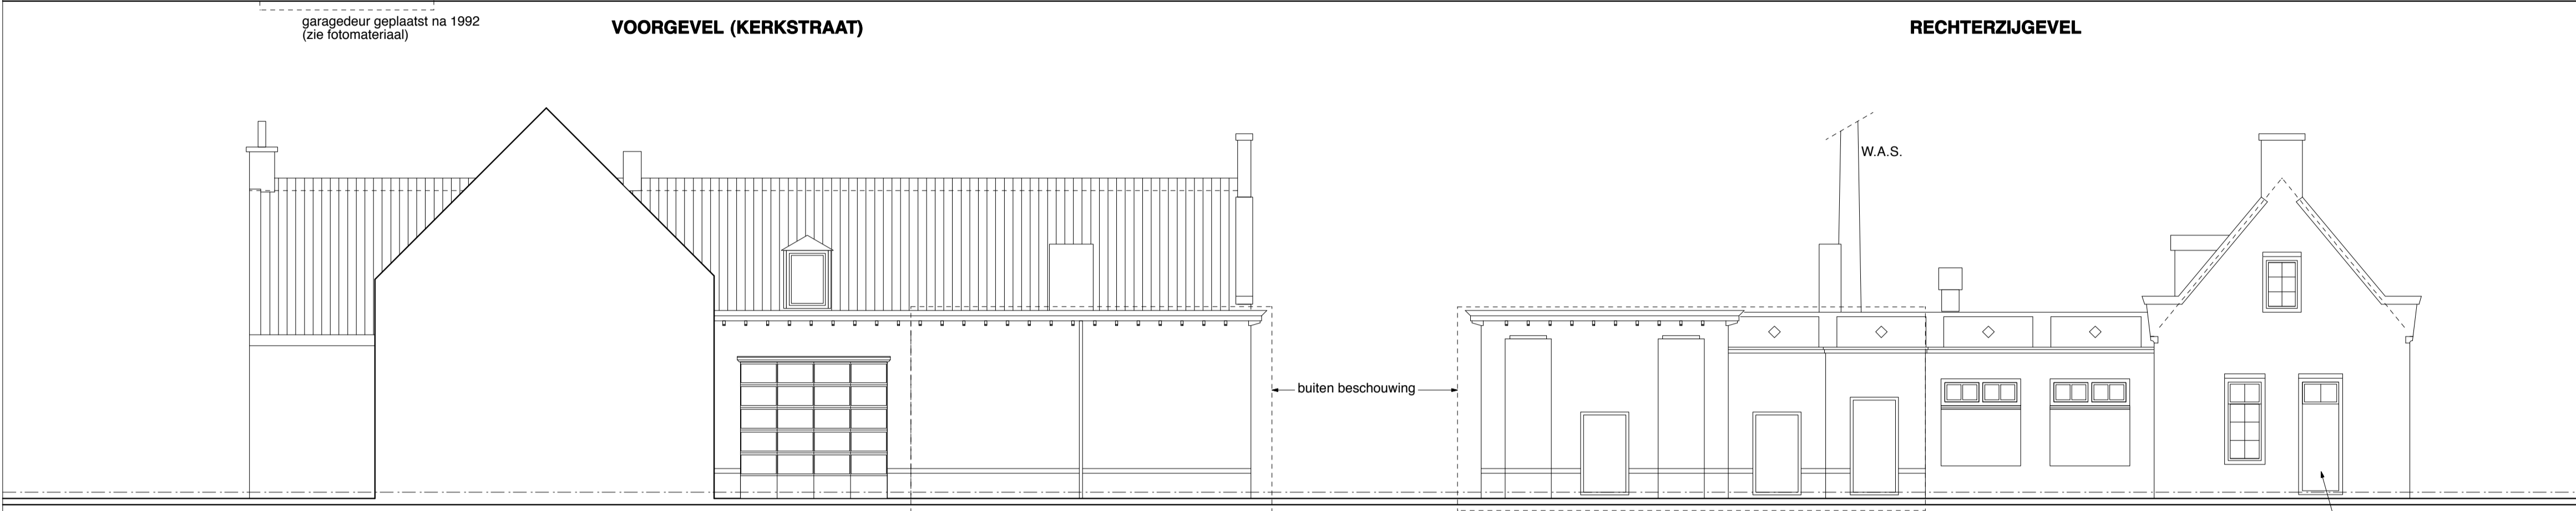 garagedeur geplaatst na 1992
(zie fotomateriaal)
VOORGEVEL (KERKSTRAAT)
RECHTERZIJGEVEL
W.A.S.
buiten beschouwing